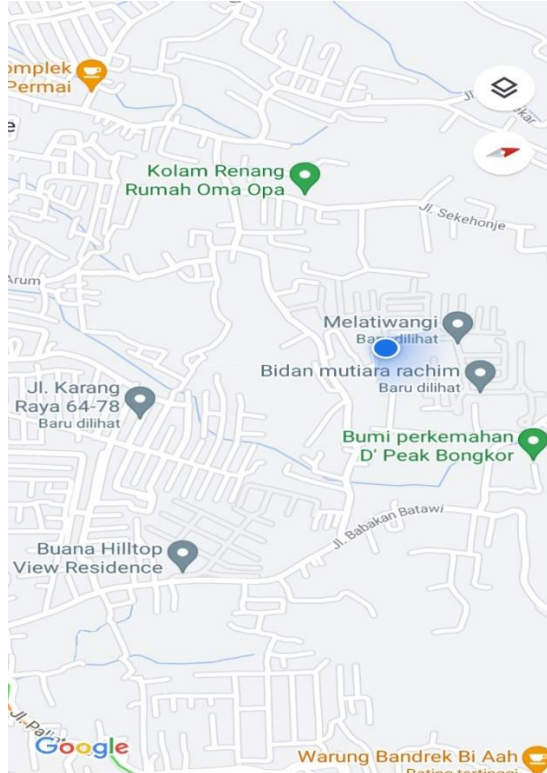 omplek
Permai
e
Kolam Renang
Rumah Oma Opa
Jl. Sekehonje
Arum
Melatiwangi
Baru dilihat
Bidan mutiara rachim
Baru dilihat
Jl. Karang
Raya 64-78
Baru dilihat
Bumi perkemahan
D' Peak Bongkor
Jl. Babakan Batawi
Buana Hilltop
View Residence
Google
Warung Bandrek Bi Aah
Rating tertinggi